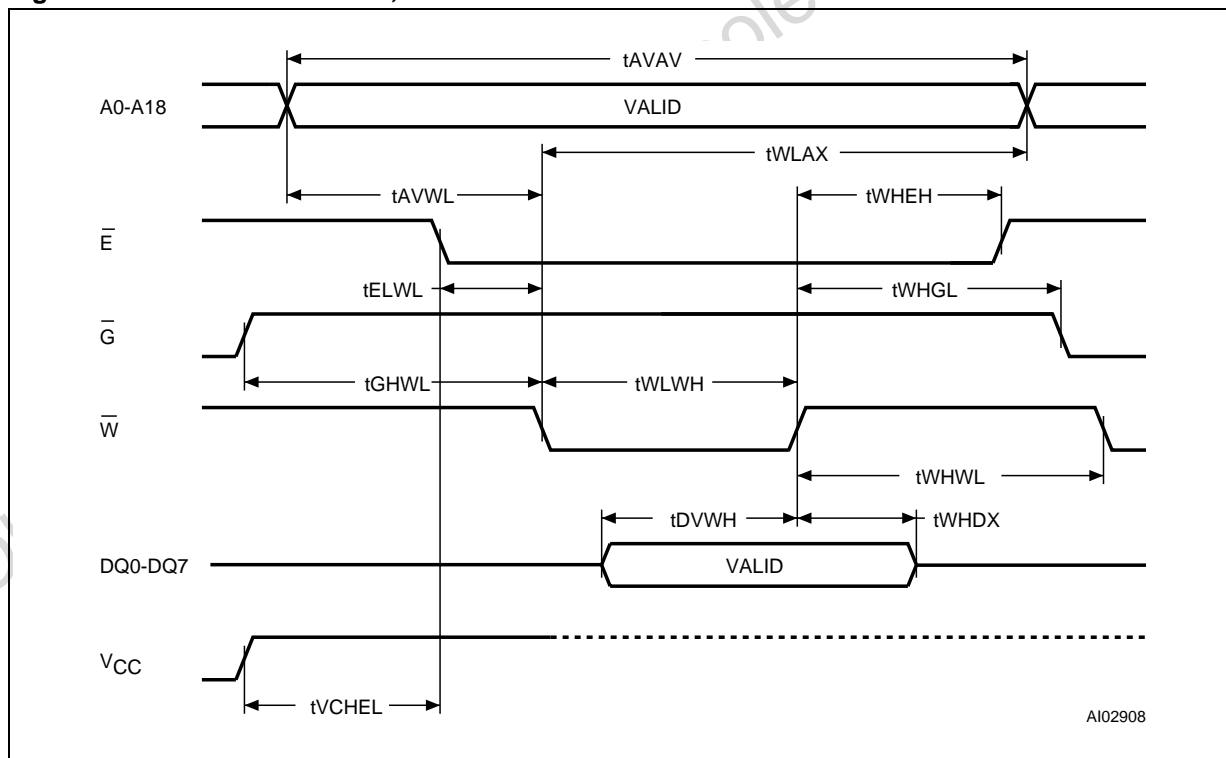 tAVAV
A0-A18
VALID
tWLAX
tAVWL
tWHEH
E
tELWL
tWHGL
G
tGHWL
tWLWH
W
tWHWL
tDVWH
tWHDX
DQ0-DQ7
VALID
VCC
tVCHEL
AI02908